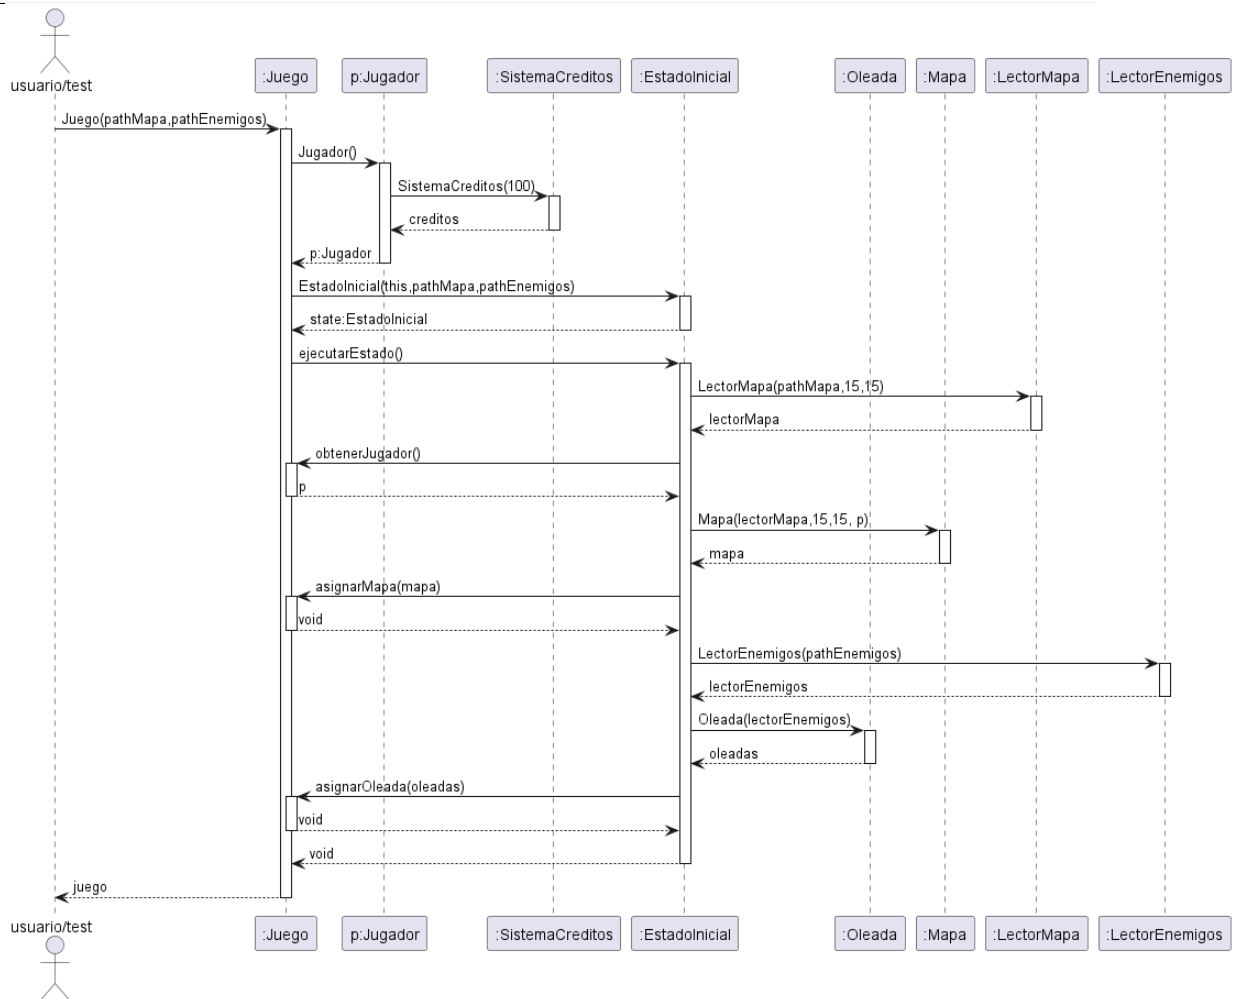 usuario/test
:Juego
p:Jugador
:SistemaCreditos
:EstadoInicial
:Oleada
:Mapa
:LectorMapa
:LectorEnemigos
Juego(pathMapa,pathEnemigos)
Jugador()
SistemaCreditos(100)
creditos
p:Jugador
EstadoInicial(this,pathMapa,pathEnemigos)
state:EstadoInicial
ejecutarEstado()
LectorMapa(pathMapa,15,15)
lectorMapa
obtenerJugador()
p
Mapa(lectorMapa,15,15, p)
mapa
asignarMapa(mapa)
void
LectorEnemigos(pathEnemigos)
lectorEnemigos
Oleada(lectorEnemigos)
oleadas
asignarOleada(oleadas)
void
void
juego
usuario/test
:Juego
p:Jugador
:SistemaCreditos
:EstadoInicial
:Oleada
:Mapa
:LectorMapa
:LectorEnemigos